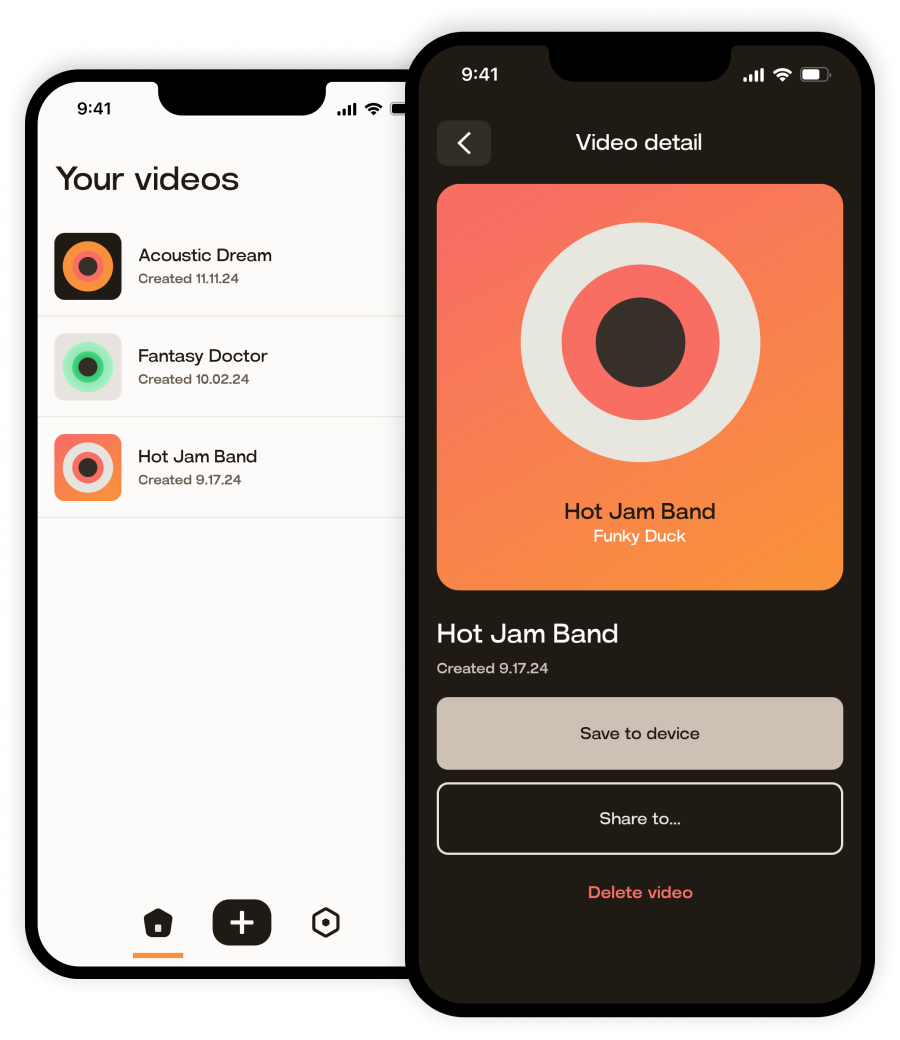 9:41
Your videos
Acoustic Dream
Created 11.11.24
Fantasy Doctor
Created 10.02.24
Hot Jam Band
Created 9.17.24
9:41
Video detail
Hot Jam Band
Funky Duck
Hot Jam Band
Created 9.17.24
Save to device
Share to...
Delete video